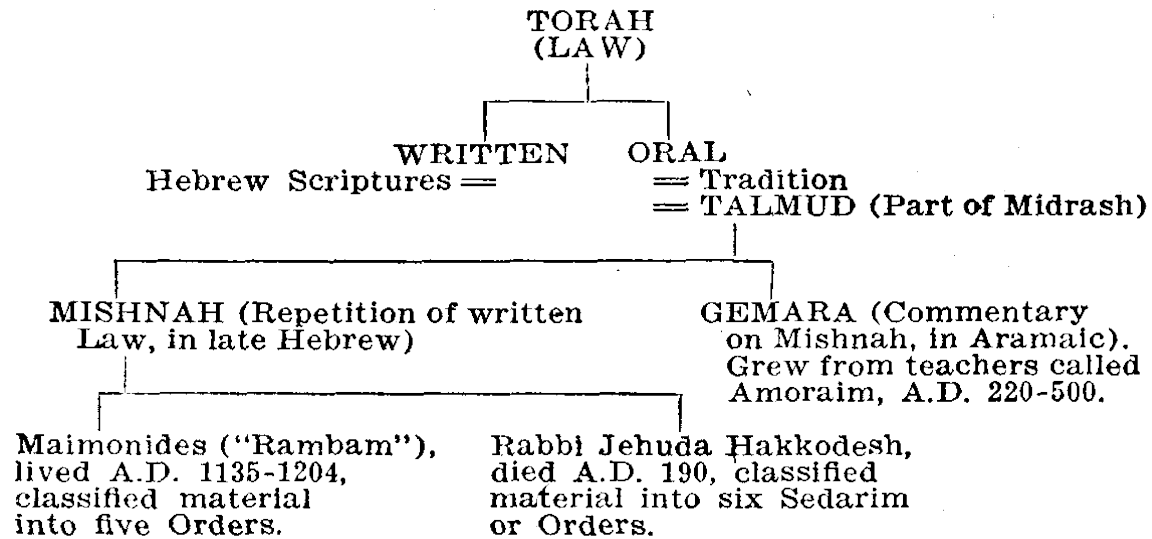 TORAH
(LAW)
WRITTEN
Hebrew Scriptures =
ORAL
= Tradition
= TALMUD (Part of Midrash)
MISHNAH (Repetition of written
Law, in late Hebrew)
GEMARA (Commentary
on Mishnah, in Aramaic).
Grew from teachers called
Amoraim, A.D. 220-500.
Maimonides ("Rambam"),
lived A.D. 1135-1204,
classified material
into five Orders.
Rabbi Jehuda Hakkodesh,
died A.D. 190, classified
material into six Sedarim
or Orders.